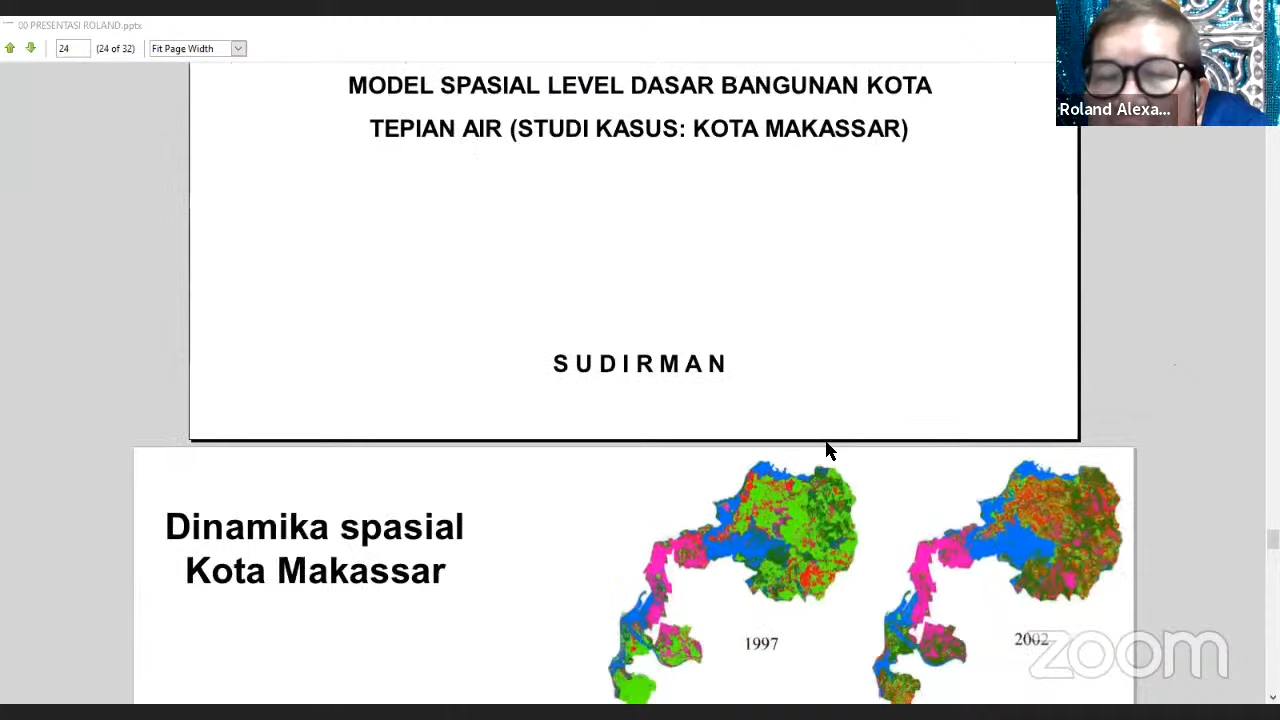 00 PRESENTASI ROLAND.pptx
24 (24 of 32) Fit Page Width
Roland Alexa...
MODEL SPASIAL LEVEL DASAR BANGUNAN KOTA
TEPIAN AIR (STUDI KASUS: KOTA MAKASSAR)
S U D I R M A N
Dinamika spasial
Kota Makassar
1997
2002
zoom